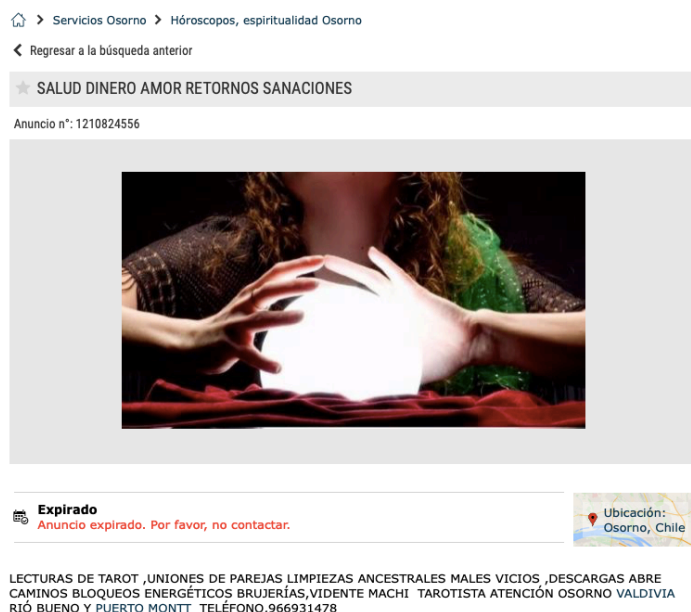 Servicios Osorno > Hóroscopos, espiritualidad Osorno
Regresar a la búsqueda anterior
SALUD DINERO AMOR RETORNOS SANACIONES
Anuncio n°: 1210824556
Expirado
Anuncio expirado. Por favor, no contactar.
Ubicación:
Osorno, Chile
LECTURAS DE TAROT ,UNIONES DE PAREJAS LIMPIEZAS ANCESTRALES MALES VICIOS ,DESCARGAS ABRE
CAMINOS BLOQUEOS ENERGÉTICOS BRUJERÍAS,VIDENTE MACHI TAROTISTA ATENCIÓN OSORNO VALDIVIA
RIÓ BUENO Y PUERTO MONTT TELÉFONO.966931478